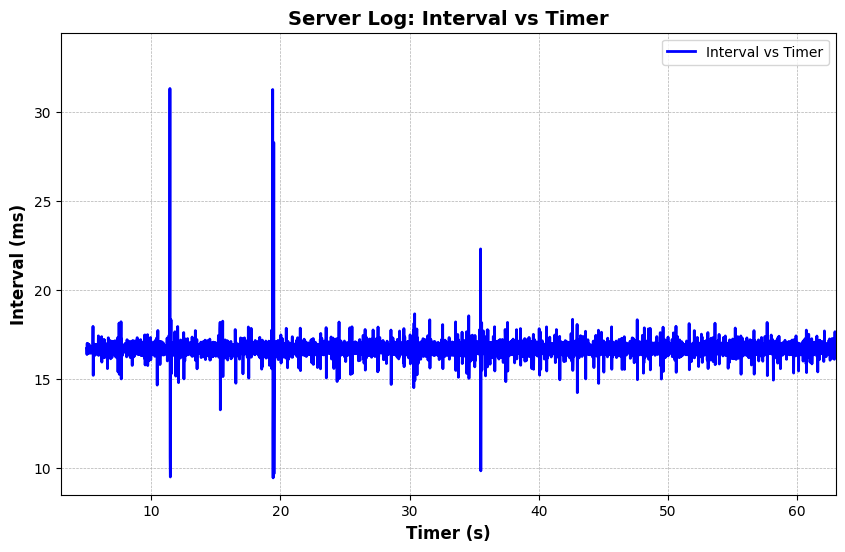 Server Log: Interval vs Timer
Interval vs Timer
30
25
20
15
10
Interval (ms)
10 20 30 40 50 60
Timer (s)